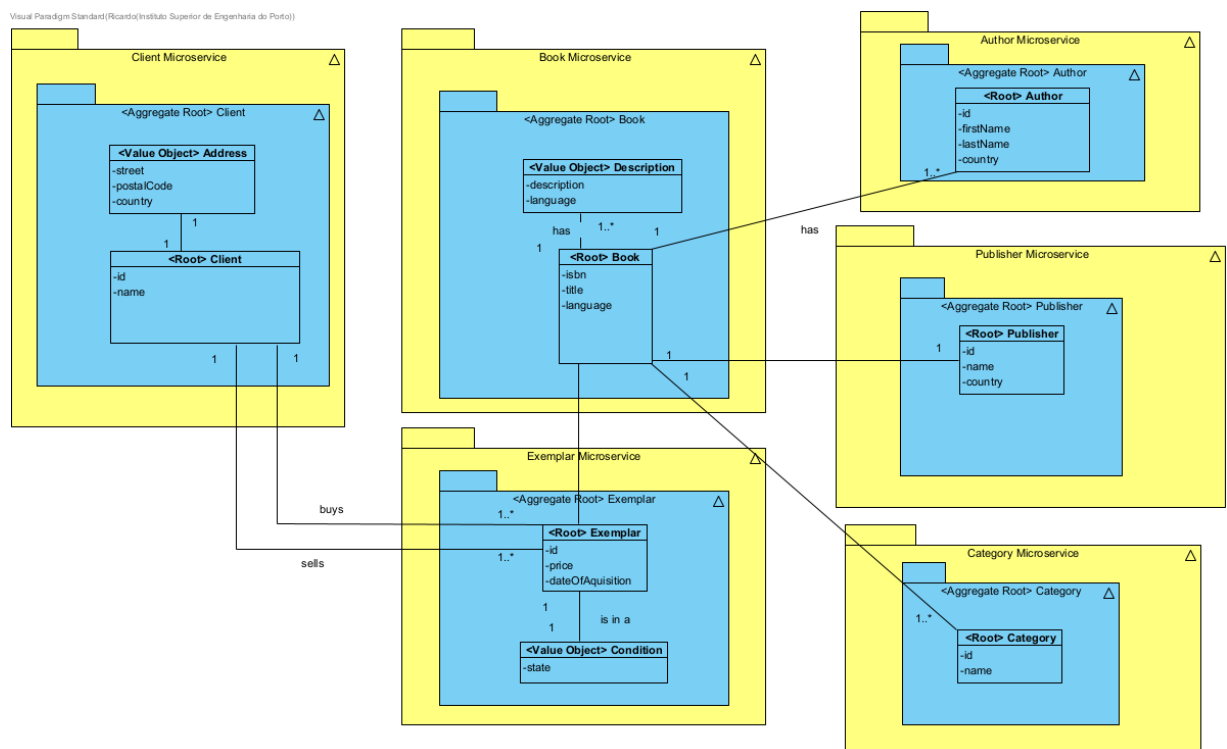 Visual Paradigm Standard(Ricardo(Instituto Superior de Engenharia do Porto))
Client Microservice
<Aggregate Root> Client
<Value Object> Address
-street
-postalCode
-country
1
1
<Root> Client
-id
-name
1
1
buys
sells
Book Microservice
<Aggregate Root> Book
<Value Object> Description
-description
-language
has
1..*
1
1
<Root> Book
-isbn
-title
-language
1
1
Exemplar Microservice
<Aggregate Root> Exemplar
1..*
<Root> Exemplar
-id
-price
-dateOfAquisition
1..*
1
1
is in a
<Value Object> Condition
-state
Author Microservice
<Aggregate Root> Author
<Root> Author
-id
-firstName
-lastName
-country
1..*
has
Publisher Microservice
<Aggregate Root> Publisher
<Root> Publisher
1
-id
-name
-country
Category Microservice
<Aggregate Root> Category
1..*
<Root> Category
-id
-name